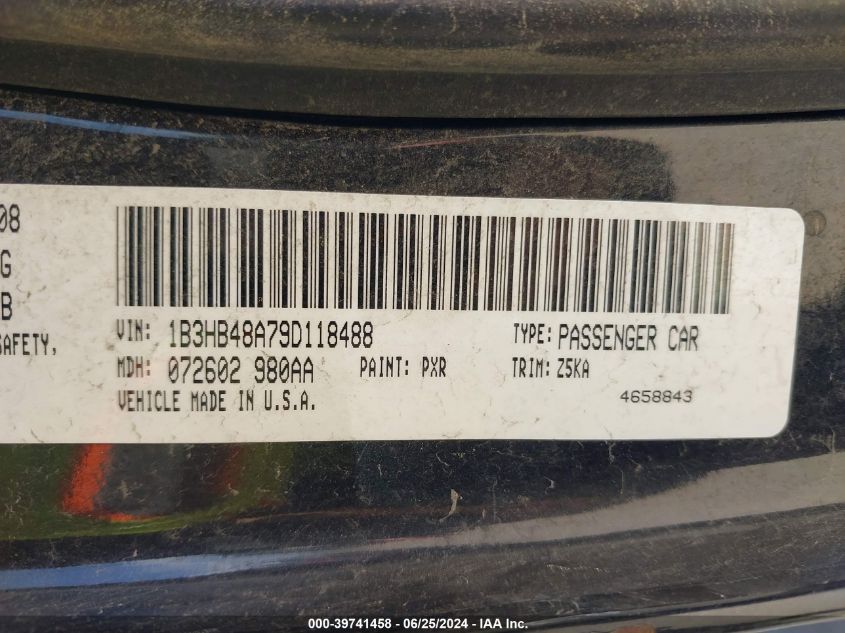 08
G
B
SAFETY,
VIN: 1B3HB48A79D118488 TYPE: PASSENGER CAR
MDH: 072602 980AA PAINT: PXR TRIM: Z5KA
VEHICLE MADE IN U.S.A. 4658843
000-39741458 - 06/25/2024 - IAAI, Inc.